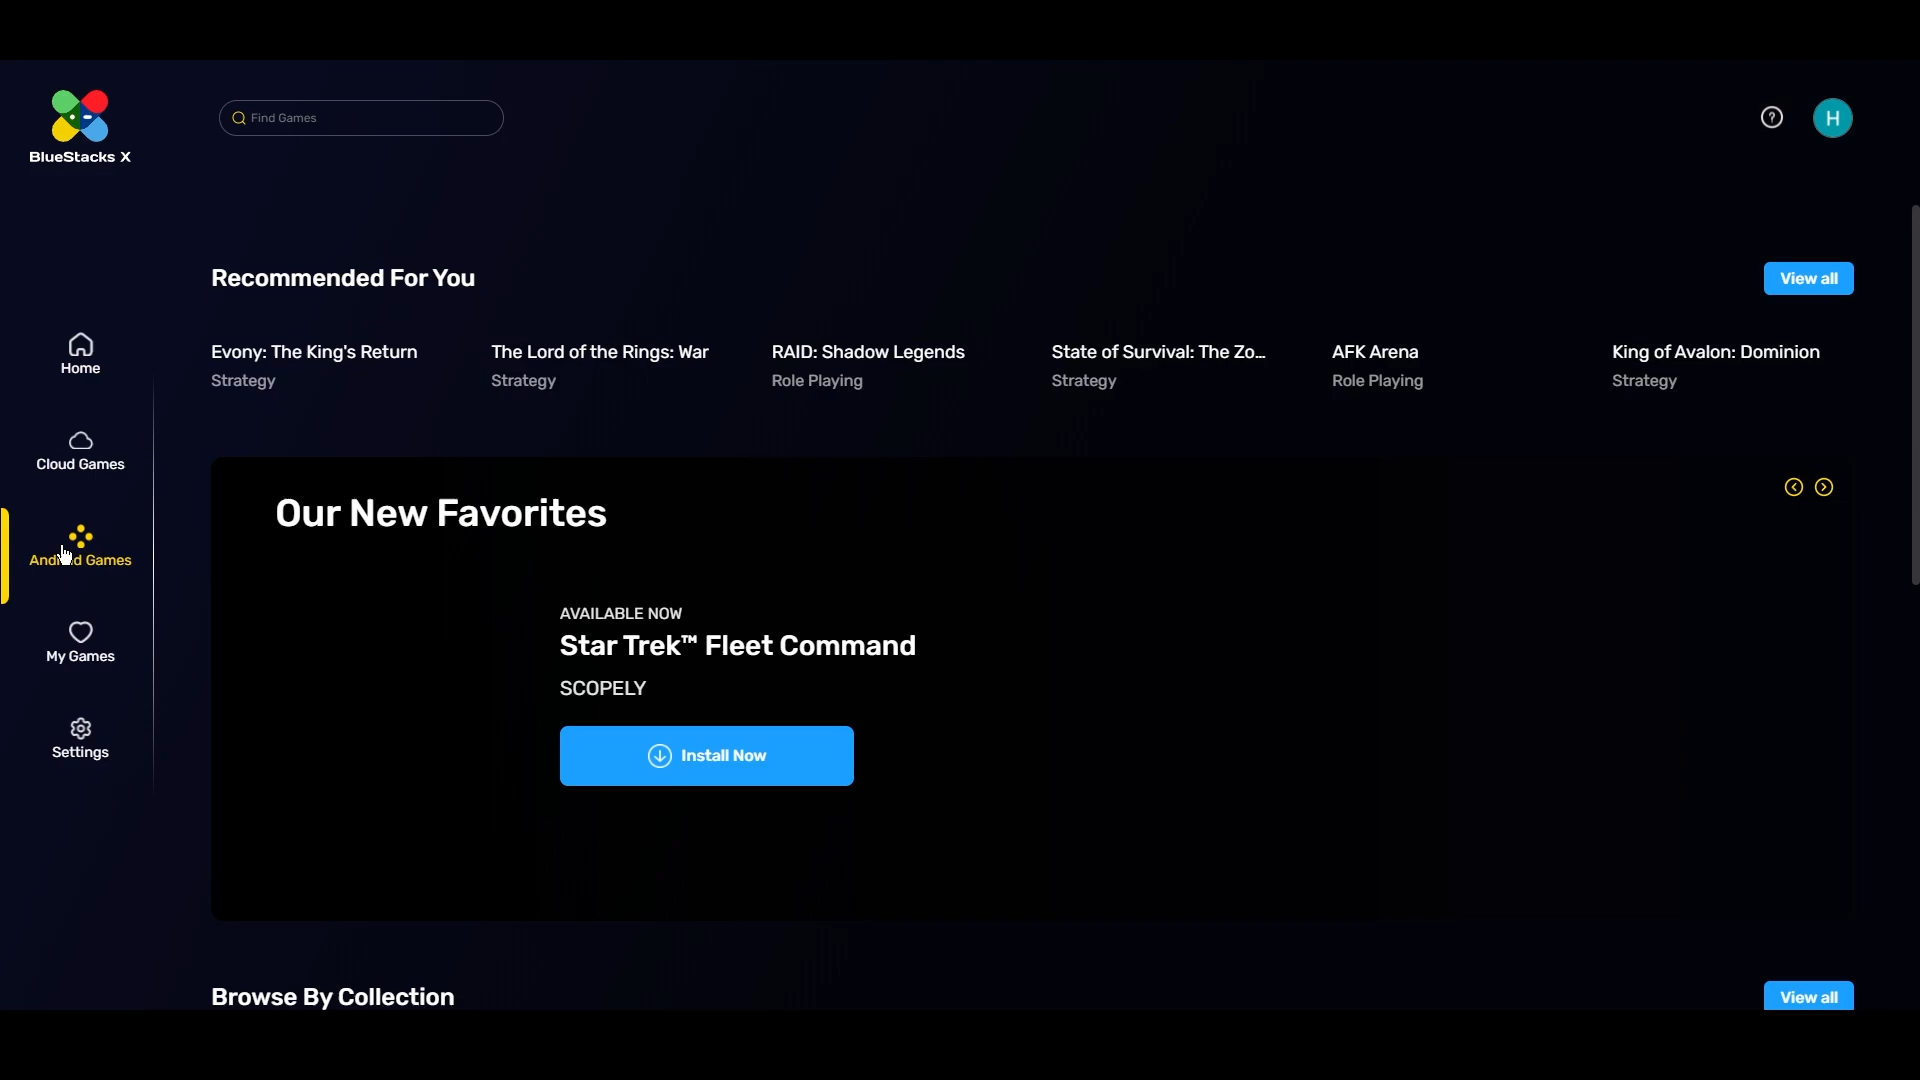 BlueStacks X
Find Games
H
Recommended For You
View all
Evony: The King's Return
Strategy
The Lord of the Rings: War
Strategy
RAID: Shadow Legends
Role Playing
State of Survival: The Zo...
Strategy
AFK Arena
Role Playing
King of Avalon: Dominion
Strategy
Home
Cloud Games
Android Games
My Games
Settings
Our New Favorites
AVAILABLE NOW
Star Trek™ Fleet Command
SCOPELY
Install Now
Browse By Collection
View all